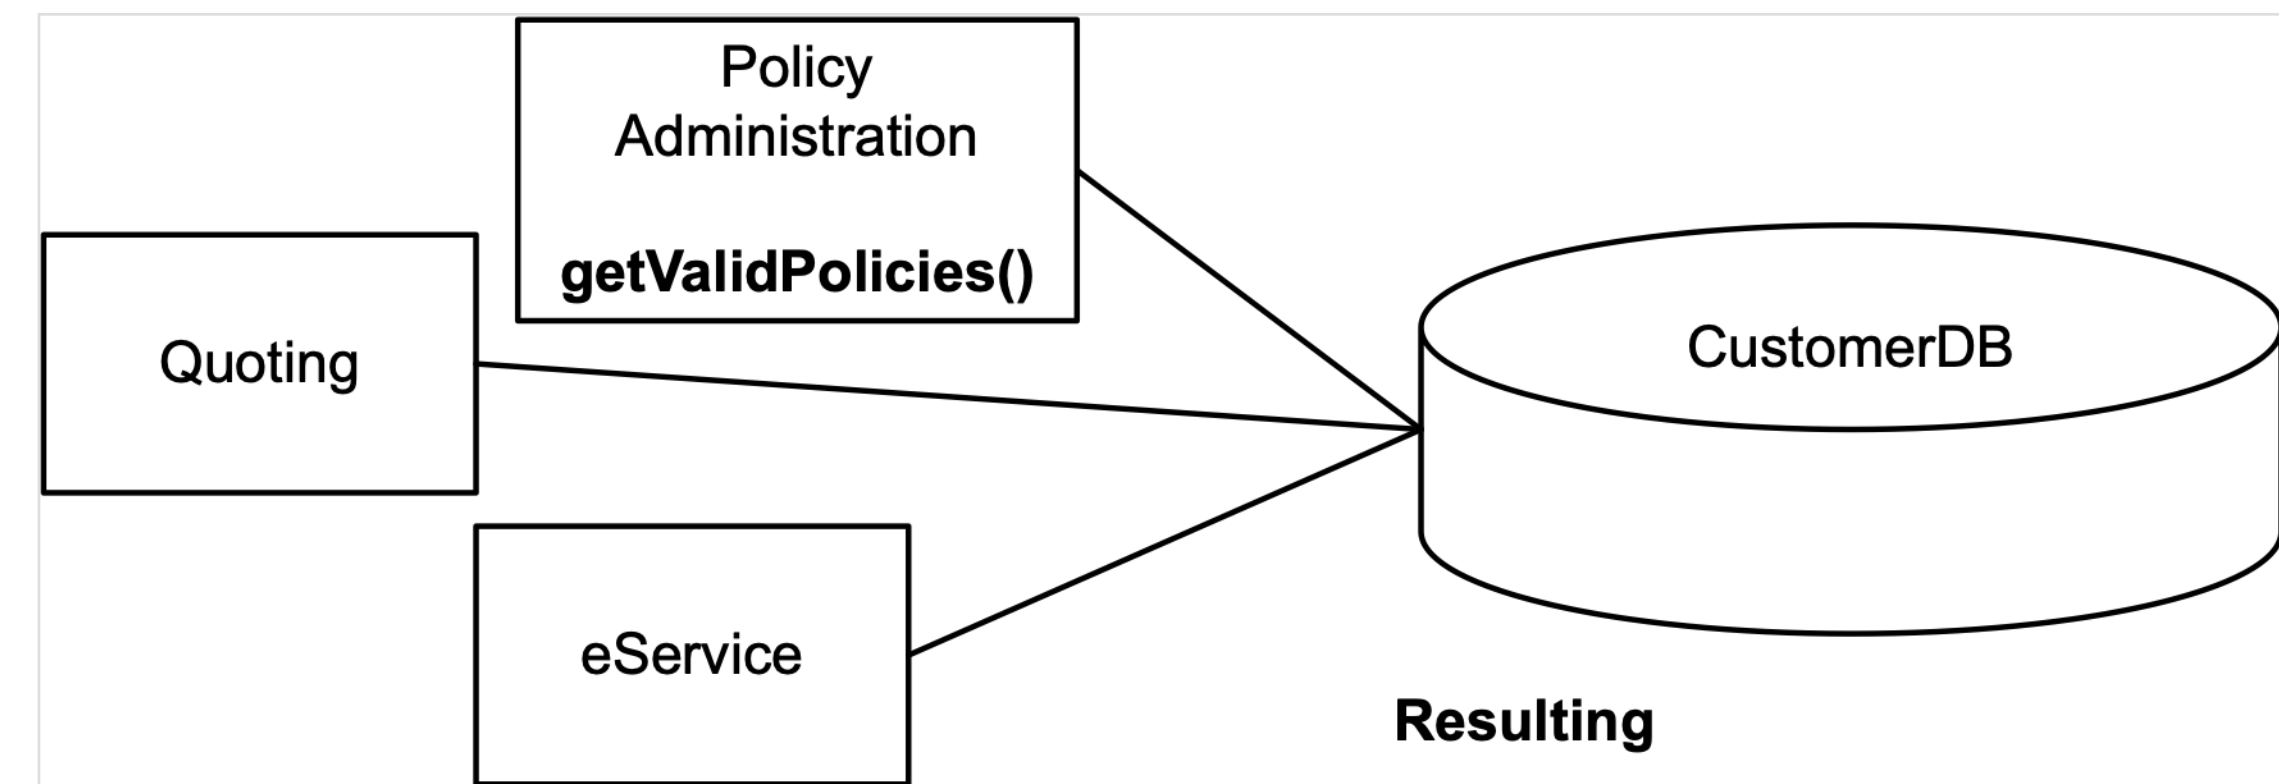 Policy
Administration
getValidPolicies()
Quoting
CustomerDB
eService
Resulting